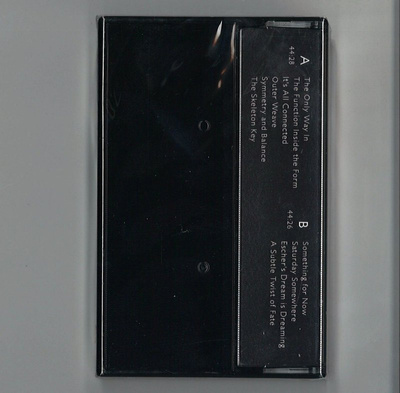 A
44:28
The Only Way In
The Function Inside the Form
It's All Connected
Outer Weave
Symmetry and Balance
The Skeleton Key
B
44:26
Something for Now
Saturday Somewhere
Escher's Dream is Dreaming
A Subtle Twist of Fate